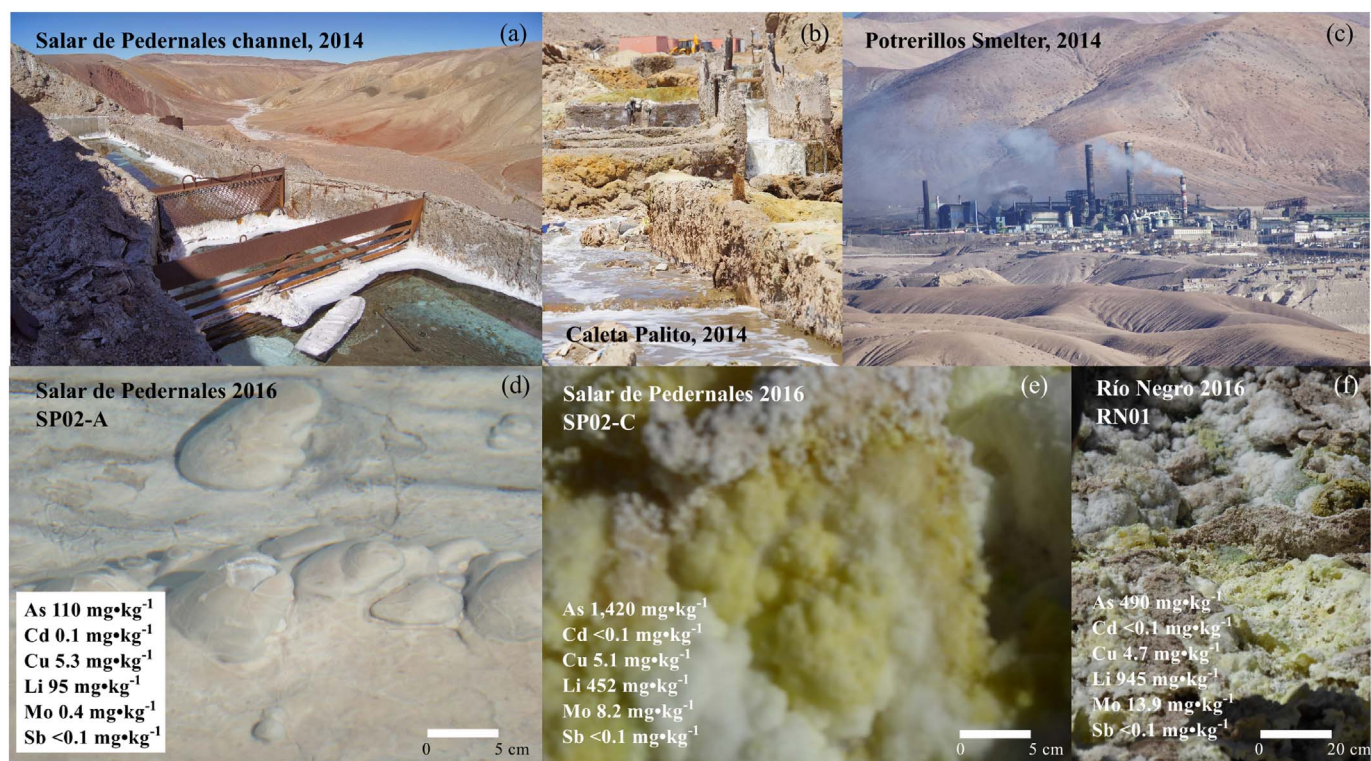 Salar de Pedernales channel, 2014
(a)
(b)
Caleta Palito, 2014
Potrerillos Smelter, 2014
(c)
Salar de Pedernales 2016
SP02-A
(d)
As 110 mg•kg⁻¹
Cd 0.1 mg•kg⁻¹
Cu 5.3 mg•kg⁻¹
Li 95 mg•kg⁻¹
Mo 0.4 mg•kg⁻¹
Sb <0.1 mg•kg⁻¹
0 5 cm
Salar de Pedernales 2016
SP02-C
(e)
As 1,420 mg•kg⁻¹
Cd <0.1 mg•kg⁻¹
Cu 5.1 mg•kg⁻¹
Li 452 mg•kg⁻¹
Mo 8.2 mg•kg⁻¹
Sb <0.1 mg•kg⁻¹
0 5 cm
Río Negro 2016
RN01
(f)
As 490 mg•kg⁻¹
Cd <0.1 mg•kg⁻¹
Cu 4.7 mg•kg⁻¹
Li 945 mg•kg⁻¹
Mo 13.9 mg•kg⁻¹
Sb <0.1 mg•kg⁻¹
0 20 cm